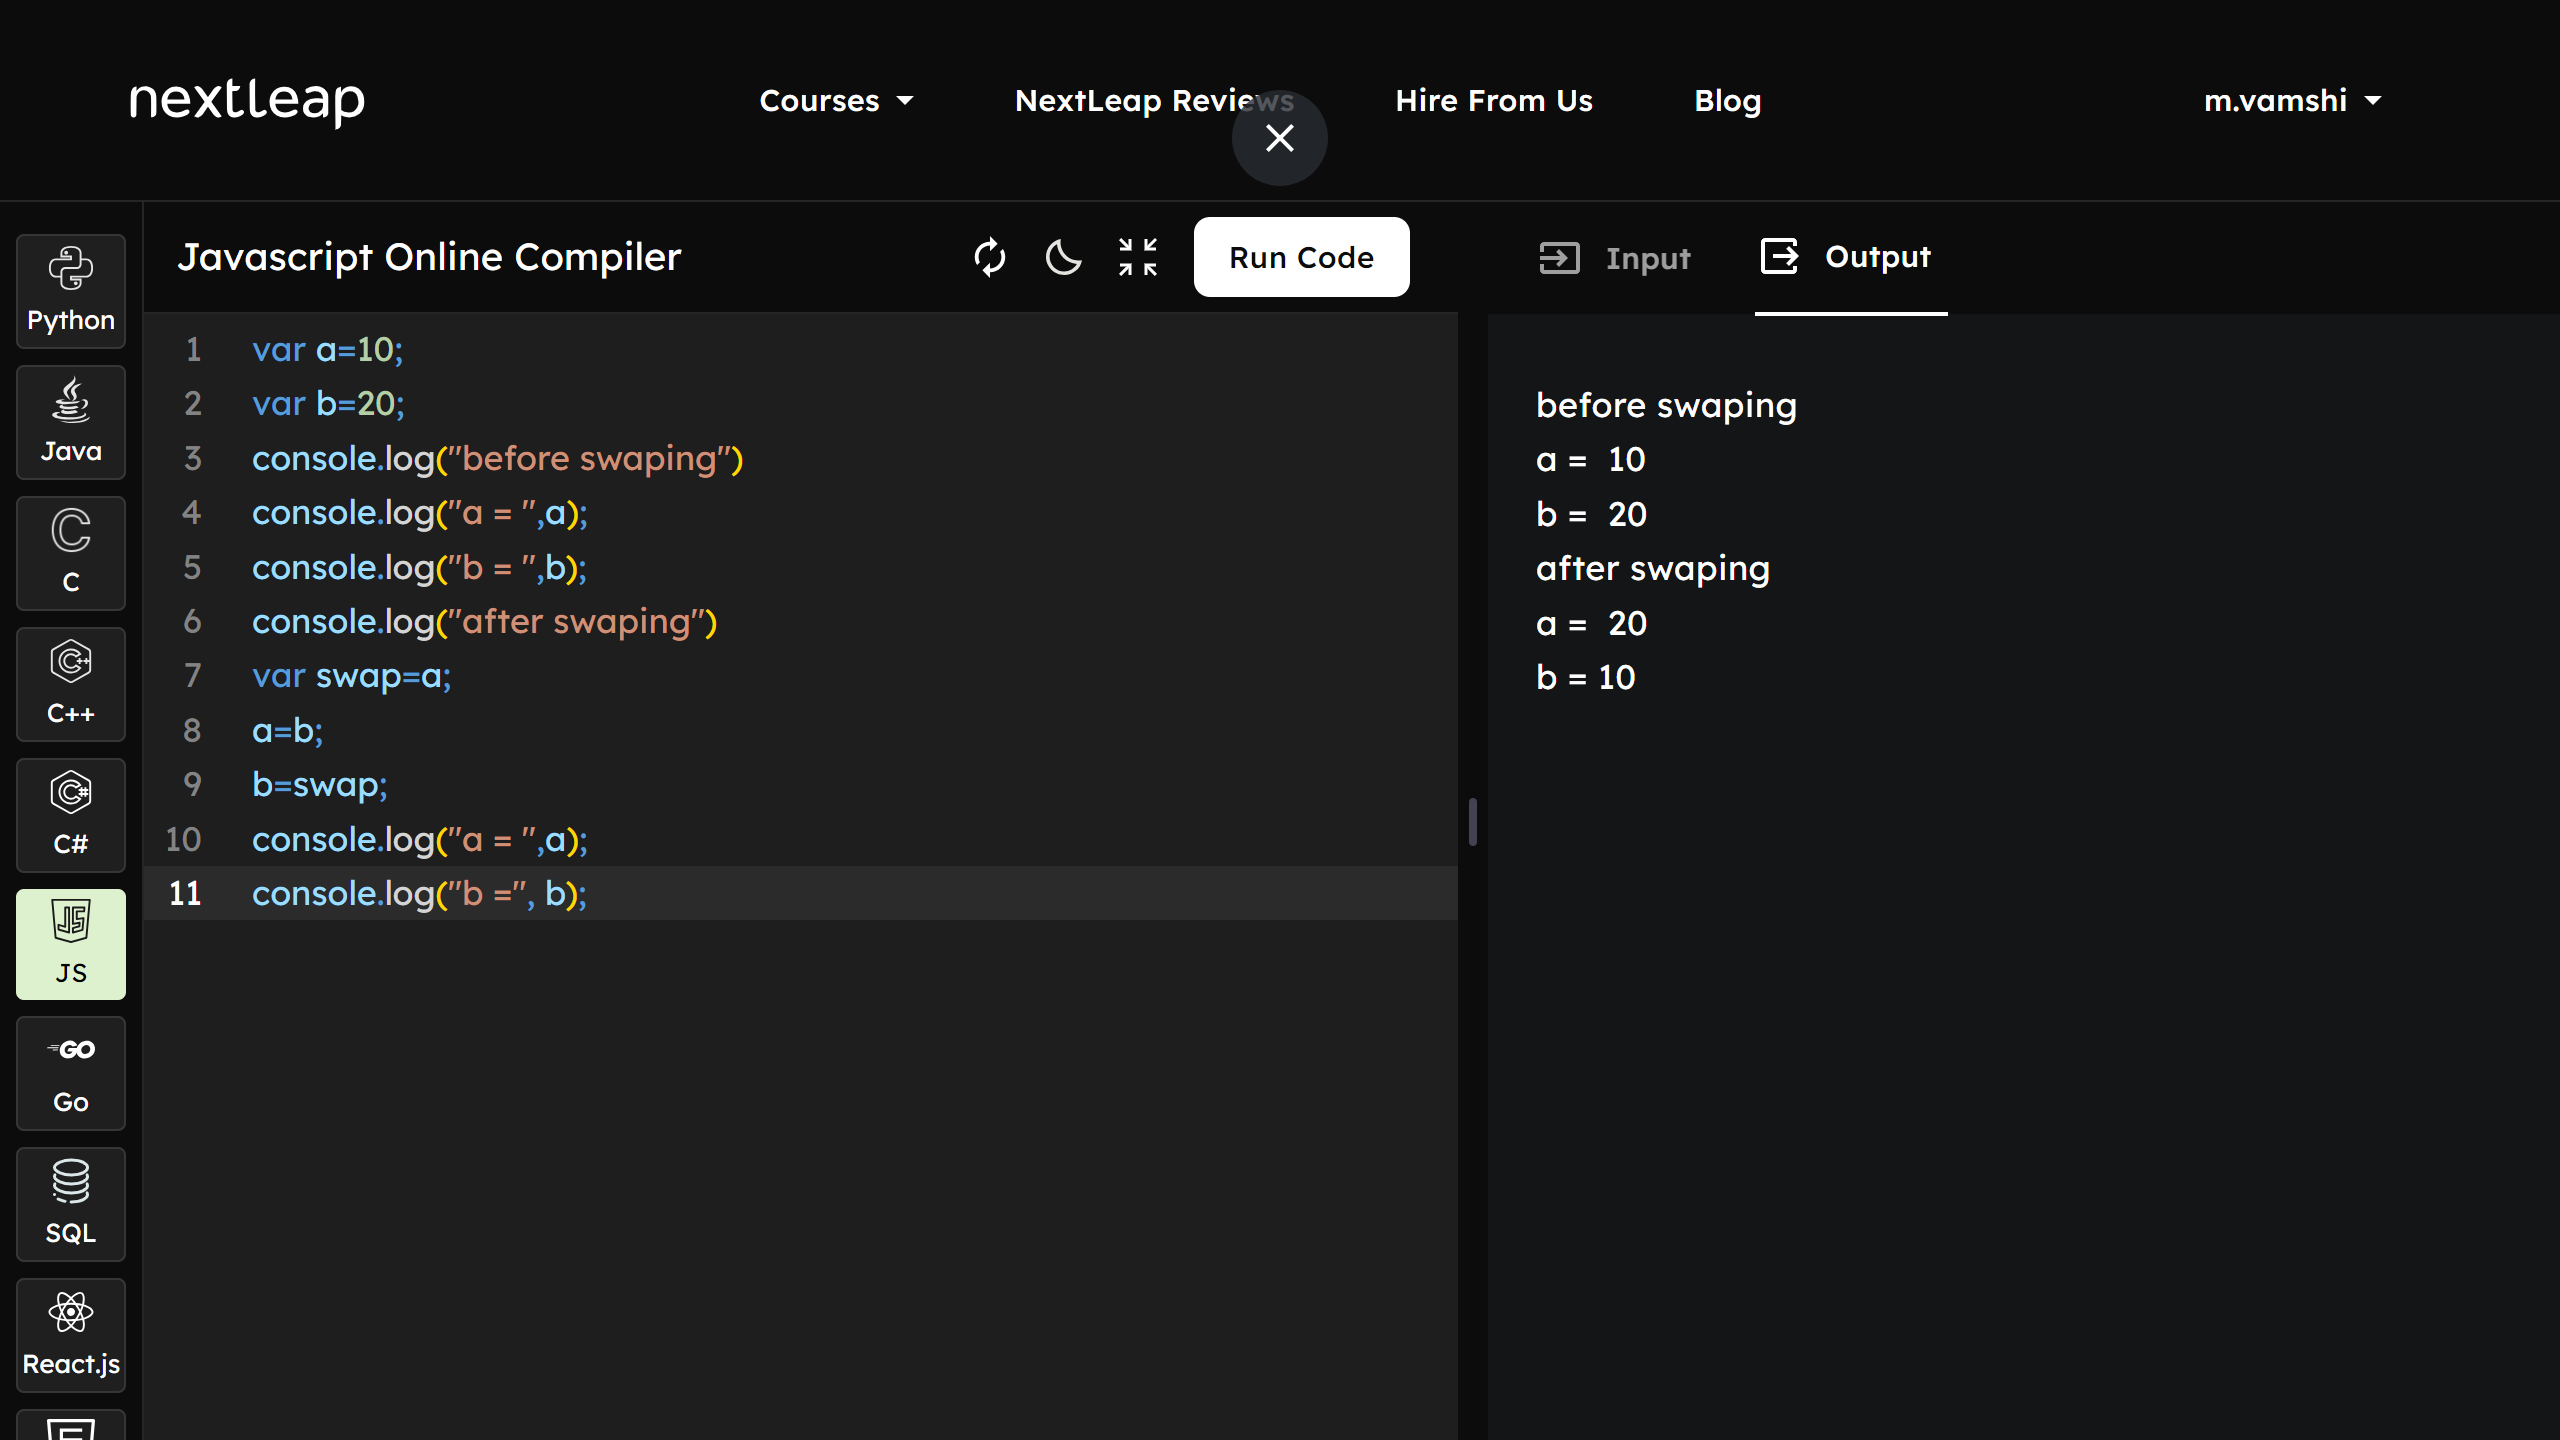 nextleap
Courses
NextLeap Reviews
Hire From Us
Blog
m.vamshi
Python
Java
C
C
C++
C++
C#
C#
JS
JS
GO
Go
SQL
React.js
Javascript Online Compiler
Run Code
1 var a=10;
2 var b=20;
3 console.log("before swaping")
4 console.log("a = ",a);
5 console.log("b = ",b);
6 console.log("after swaping")
7 var swap=a;
8 a=b;
9 b=swap;
10 console.log("a = ",a);
11 console.log("b =", b);
Input
Output
before swaping
a =  10
b =  20
after swaping
a =  20
b = 10